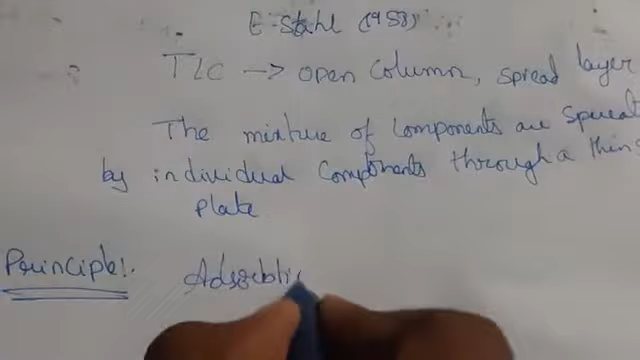 E-Stahl (1958)
TLC → open column, spread layer
The mixture of components are
by individual components through a thin
plate
Principle: